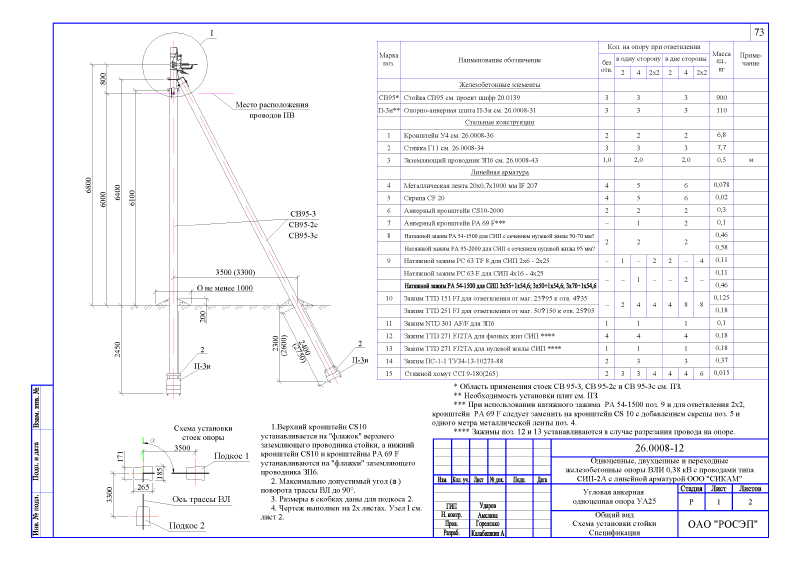 73
1
800
Место расположения
проводов ПВ
6800
6000
6400
6100
СВ95-3
СВ95-2с
СВ95-3с
3500 (3300)
О не менее 1000
200
2450
2
П-3и
2300
(2600)
2400
(2750)
2
П-3и
Марка
поз.
Наименование обозначение
Кол. на опору при ответвлении
без
отв.
в одну сторону
в две стороны
2 4 2x2 2 4 2x2
Масса
ед.,
кг
Приме-
чание
Железобетонные элементы
СВ95* Стойка СВ95 см. проект шифр 20.0139 3 3 3 900
П-3и** Опорно-анкерная плита П-3и см. 26.0008-31 3 3 3 110
Стальные конструкции
1 Кронштейн У4 см. 26.0008-36 2 2 2 6,8
2 Стяжка Г11 см. 26.0008-34 3 3 3 7,7
3 Заземляющий проводник ЗП6 см. 26.0008-43 1,0 2,0 2,0 0,5 м
Линейная арматура
4 Металлическая лента 20x0,7x1000 мм IF 207 4 5 6 0,078
5 Скрепа CF 20 4 5 6 0,02
6 Анкерный кронштейн CS10-2000 2 2 2 0,3
7 Анкерный кронштейн PA 69 F*** – 1 2 0,1
8 Натяжной зажим PA 54-1500 для СИП с сечением нулевой жилы 50-70 мм? 2 2 2 0,46
Натяжной зажим PA 95-2000 для СИП с сечением нулевой жилы 95 мм? 0,58
9 Натяжной зажим PC 63 TF 8 для СИП 2x6 - 2x25 – 1 – 2 2 – 4 0,11
Натяжной зажим PC 63 F для СИП 4x16 - 4x25 – – 1 – – 2 – 0,11
Натяжной зажим PA 54-1500 для СИП 3x35+1x54,6; 3x50+1x54,6; 3x70+1x54,6 0,46
10 Зажим TTD 151 FJ для ответвления от маг. 25?95 к отв. 4?35 – 2 4 4 4 8 8 0,125
Зажим TTD 251 FJ для ответвления от маг. 50?150 к отв. 25?95 0,18
11 Зажим NTD 301 AF/F для ЗП6 1 1 1 0,1
12 Зажим TTD 271 FJ2TA для фазных жил СИП **** 4 4 4 0,18
13 Зажим TTD 271 FJ2TA для нулевой жилы СИП **** 1 1 1 0,18
14 Зажим ПС-1-1 ТУ34-13-10273-88 2 3 3 0,37
15 Стяжной хомут CCI 9-180(265) 2 3 3 4 4 4 6 0,015
* Область применения стоек СВ 95-3, СВ 95-2с и СВ 95-3с см. ПЗ.
** Необходимость установки плит см. ПЗ.
*** При использовании натяжного зажима PA 54-1500 поз. 9 и для ответвления 2x2,
кронштейн PA 69 F следует заменить на кронштейн CS 10 с добавлением скрепы поз. 5 и
одного метра металлической ленты поз. 4.
**** Зажимы поз. 12 и 13 устанавливаются в случае разрезания провода на опоре.
Схема установки
стоек опоры
α
3500
Подкос 1
171
185
265
3300
Ось трассы ВЛ
Подкос 2
1.Верхний кронштейн CS10
устанавливается на "флажок" верхнего
заземляющего проводника стойки, а нижний
кронштейн CS10 и кронштейны PA 69 F
устанавливаются на "флажки" заземляющего
проводника ЗП6.
2. Максимально допустимый угол (a )
поворота трассы ВЛ до 90°.
3. Размеры в скобках даны для подкоса 2.
4. Чертеж выполнен на 2х листах. Узел I см.
лист 2.
Взам. инв. №
Подп. и дата
Инв. № подл.
26.0008-12
Одноцепные, двухцепные и переходные
железобетонные опоры ВЛИ 0,38 кВ с проводами типа
СИП-2А с линейной арматурой ООО "СИКАМ"
Изм. Кол. уч. Лист № док. Подп. Дата
ГИП Ударов
Н. контр. Амелина
Пров. Гореленко
Разраб. Калабашкин А
Угловая анкерная
одноцепная опора УА25
Стадия Лист Листов
Р 1 2
Общий вид
Схема установки стойки
Спецификация
ОАО "РОСЭП"